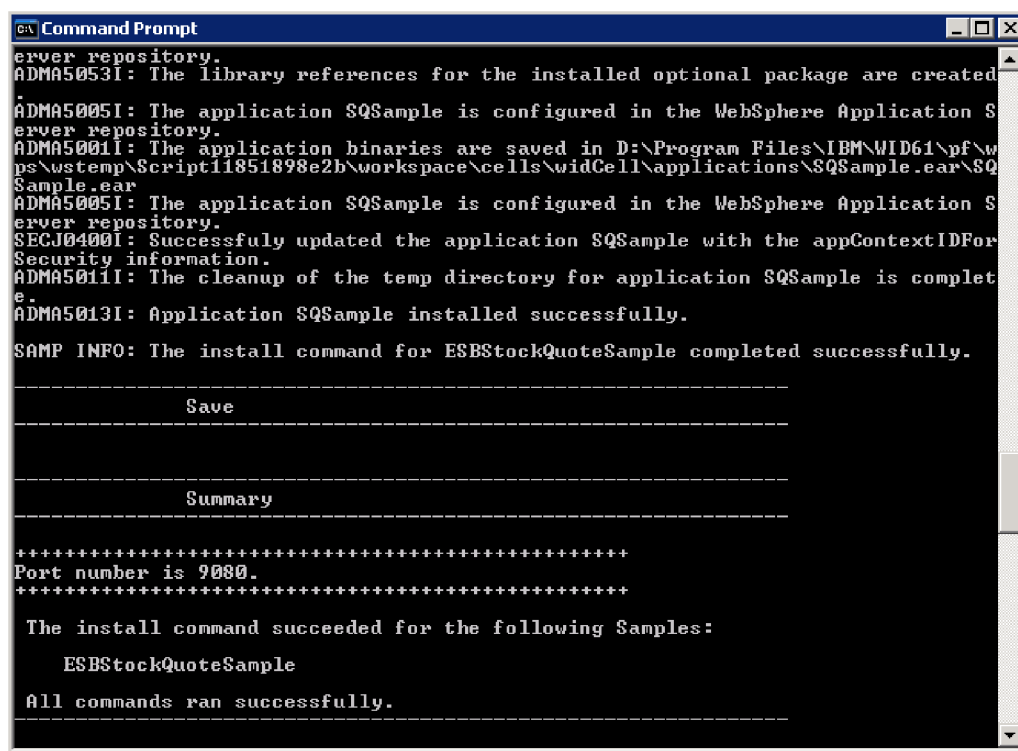 Command Prompt
erver repository.
ADMA5053I: The library references for the installed optional package are created
.
ADMA5005I: The application SQSample is configured in the WebSphere Application S
erver repository.
ADMA5001I: The application binaries are saved in D:\Program Files\IBM\WID61\pf\w
ps\wstemp\Script11851898e2b\workspace\cells\widCell\applications\SQSample.ear\SQ
Sample.ear
ADMA5005I: The application SQSample is configured in the WebSphere Application S
erver repository.
SECJ0400I: Successfuly updated the application SQSample with the appContextIDFor
Security information.
ADMA5011I: The cleanup of the temp directory for application SQSample is complet
e.
ADMA5013I: Application SQSample installed successfully.
SAMP INFO: The install command for ESBStockQuoteSample completed successfully.
---------------------------------------------------------------
Save
---------------------------------------------------------------
---------------------------------------------------------------
Summary
---------------------------------------------------------------
++++++++++++++++++++++++++++++++++++++++++++++++++
Port number is 9080.
++++++++++++++++++++++++++++++++++++++++++++++++++
The install command succeeded for the following Samples:
ESBStockQuoteSample
All commands ran successfully.
---------------------------------------------------------------